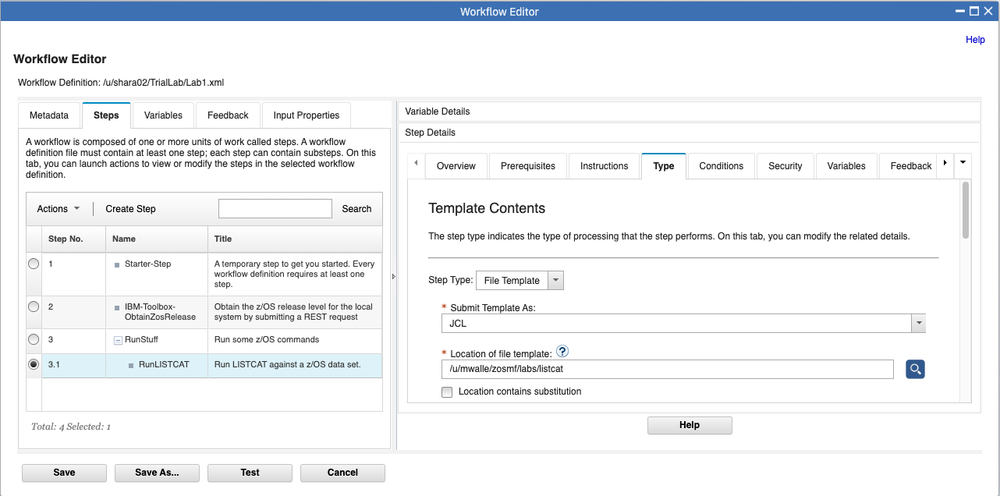 Workflow Editor
Help
Workflow Editor
Workflow Definition: /u/shara02/TrialLab/Lab1.xml
Metadata
Steps
Variables
Feedback
Input Properties
A workflow is composed of one or more units of work called steps. A workflow
definition file must contain at least one step; each step can contain substeps. On this
tab, you can launch actions to view or modify the steps in the selected workflow
definition.
Actions
Create Step
Search
Step No.
Name
Title
1
Starter-Step
A temporary step to get you started. Every
workflow definition requires at least one
step.
2
IBM-Toolbox-
ObtainZosRelease
Obtain the z/OS release level for the local
system by submitting a REST request
3
RunStuff
Run some z/OS commands
3.1
RunLISTCAT
Run LISTCAT against a z/OS data set.
Total: 4 Selected: 1
Variable Details
Step Details
Overview
Prerequisites
Instructions
Type
Conditions
Security
Variables
Feedback
Template Contents
The step type indicates the type of processing that the step performs. On this tab, you can modify the related details.
Step Type: File Template
* Submit Template As:
JCL
* Location of file template: ?
/u/mwalle/zosmf/labs/listcat
Location contains substitution
Help
Save
Save As...
Test
Cancel